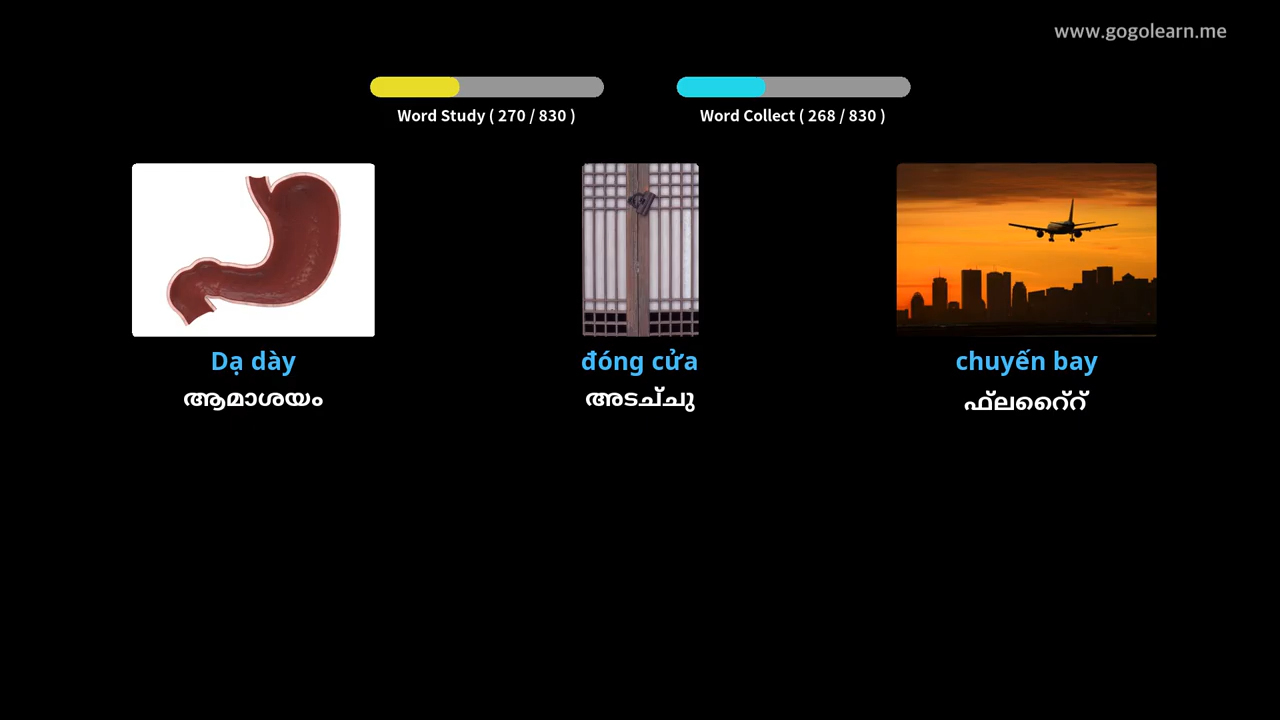 www.gogolearn.me
Word Study ( 270 / 830 )
Word Collect ( 268 / 830 )
Dạ dày
đóng cửa
chuyến bay
ആമാശയം
അടച്ചു
ഫ്ലൈറ്റ്